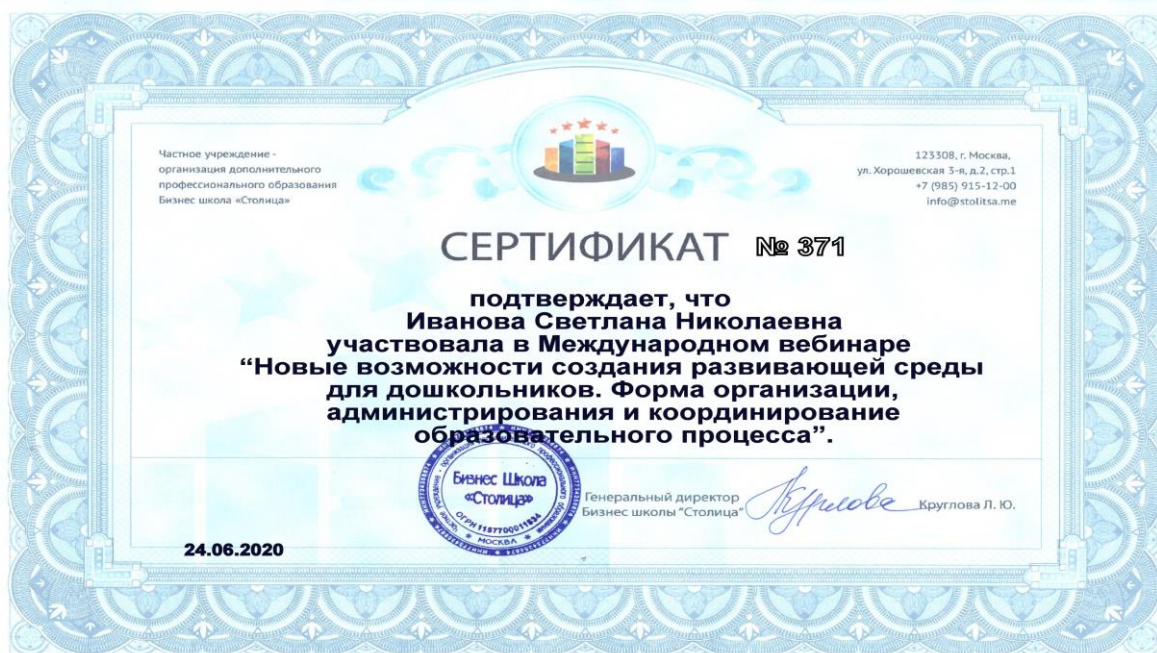 Частное учреждение -
организация дополнительного
профессионального образования
Бизнес школа «Столица»
123308, г. Москва,
ул. Хорошевская 3-я, д.2, стр.1
+7 (985) 915-12-00
info@stolitsa.me
СЕРТИФИКАТ № 371
подтверждает, что
Иванова Светлана Николаевна
участвовала в Международном вебинаре
“Новые возможности создания развивающей среды
для дошкольников. Форма организации,
администрирования и координирование
образовательного процесса”.
Бизнес Школа
«Столица»
МОСКВА
Генеральный директор
Бизнес школы “Столица”
Круглова Л. Ю.
24.06.2020